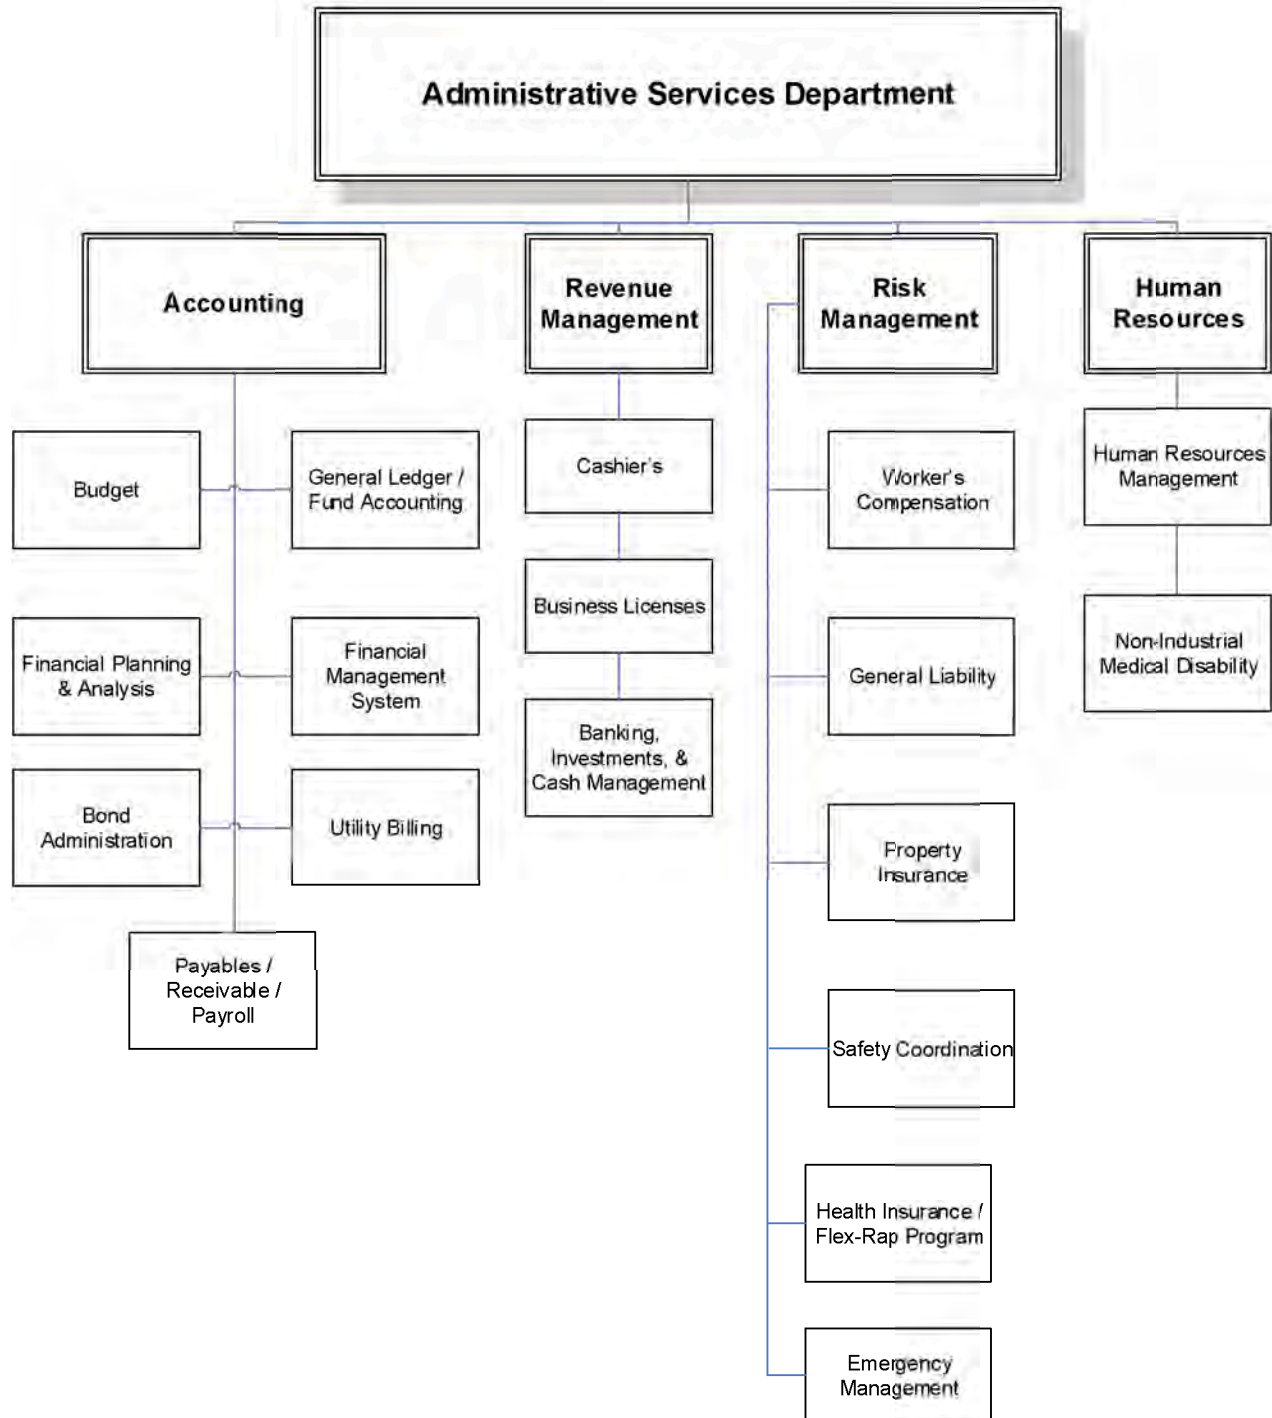 Administrative Services Department
Accounting
Revenue
Management
Risk
Management
Human
Resources
Budget
General Ledger /
Fund Accounting
Financial Planning
& Analysis
Financial
Management
System
Bond
Administration
Utility Billing
Payables /
Receivable /
Payroll
Cashier's
Business Licenses
Banking,
Investments, &
Cash Management
Worker's
Compensation
General Liability
Property
Insurance
Safety Coordination
Health Insurance /
Flex-Rap Program
Emergency
Management
Human Resources
Management
Non-Industrial
Medical Disability